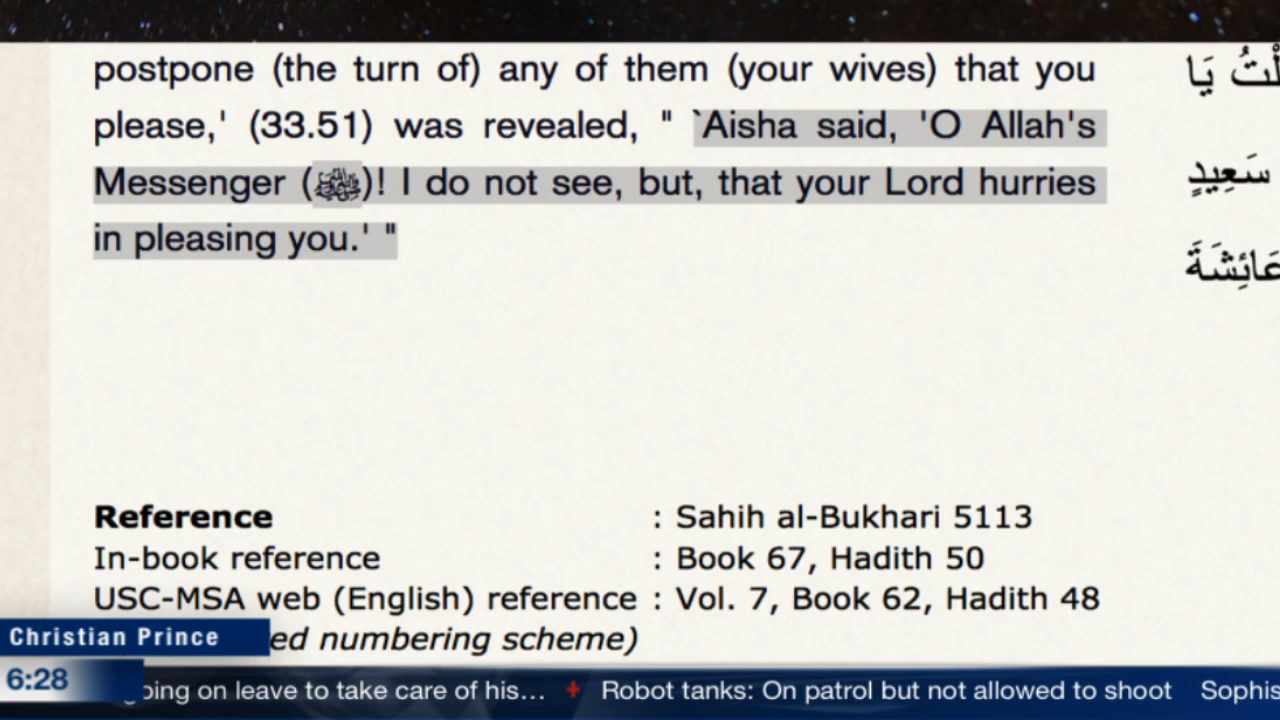 postpone (the turn of) any of them (your wives) that you
please,' (33.51) was revealed, " `Aisha said, 'O Allah's
Messenger (ﷺ)! I do not see, but, that your Lord hurries
in pleasing you.' "
يَا
سَعِيدٍ
عَائِشَةَ
Reference : Sahih al-Bukhari 5113
In-book reference : Book 67, Hadith 50
USC-MSA web (English) reference : Vol. 7, Book 62, Hadith 48
ed numbering scheme)
Christian Prince
6:28
oing on leave to take care of his... + Robot tanks: On patrol but not allowed to shoot Sophis